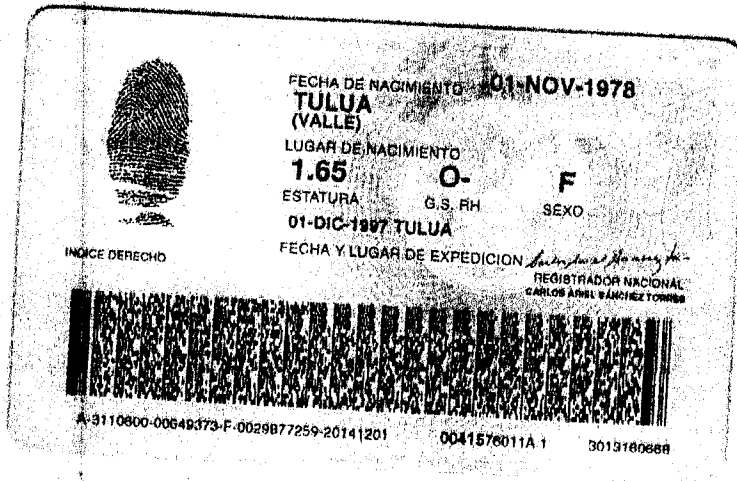 FECHA DE NACIMIENTO 01-NOV-1978
TULUA
(VALLE)
LUGAR DE NACIMIENTO
1.65 O- F
ESTATURA G.S. RH SEXO
01-DIC-1997 TULUA
FECHA Y LUGAR DE EXPEDICION
INDICE DERECHO
REGISTRADOR NACIONAL
CARLOS ARIEL SÁNCHEZ TORRES
A-3110600-00649373-F-0029877259-20141201 0041576011A 1 3013180668